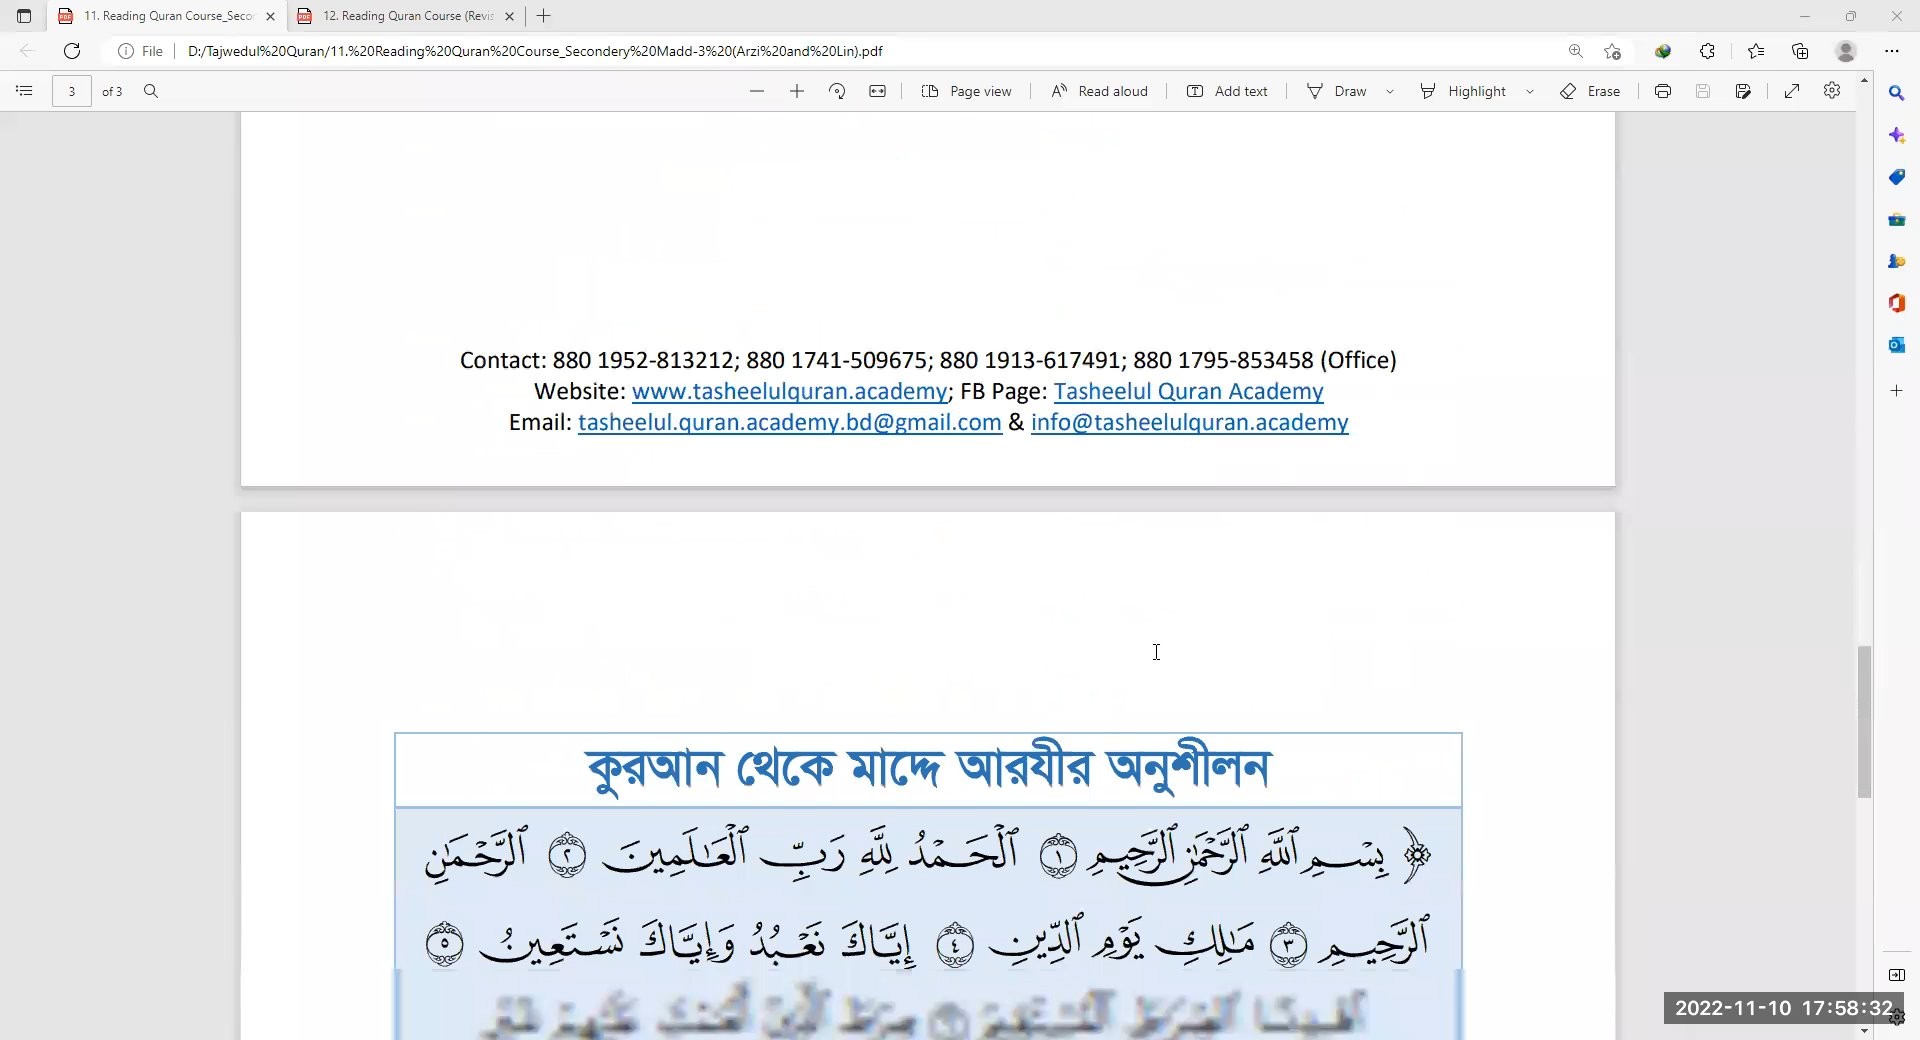 11. Reading Quran Course_Seco
12. Reading Quran Course (Revis
File
D:/Tajwedul%20Quran/11.%20Reading%20Quran%20Course_Secondery%20Madd-3%20(Arzi%20and%20Lin).pdf
3 of 3
Page view
Read aloud
Add text
Draw
Highlight
Erase
Contact: 880 1952-813212; 880 1741-509675; 880 1913-617491; 880 1795-853458 (Office)
Website: www.tasheelulquran.academy; FB Page: Tasheelul Quran Academy
Email: tasheelul.quran.academy.bd@gmail.com & info@tasheelulquran.academy
কুরআন থেকে মাদ্দে আরযীর অনুশীলন
﴿ بِسْمِ ٱللَّهِ ٱلرَّحْمَٰنِ ٱلرَّحِيمِ ١ ٱلْحَمْدُ لِلَّهِ رَبِّ ٱلْعَٰلَمِينَ ٢ ٱلرَّحْمَٰنِ
ٱلرَّحِيمِ ٣ مَٰلِكِ يَوْمِ ٱلدِّينِ ٤ إِيَّاكَ نَعْبُدُ وَإِيَّاكَ نَسْتَعِينُ ٥
2022-11-10 17:58:32